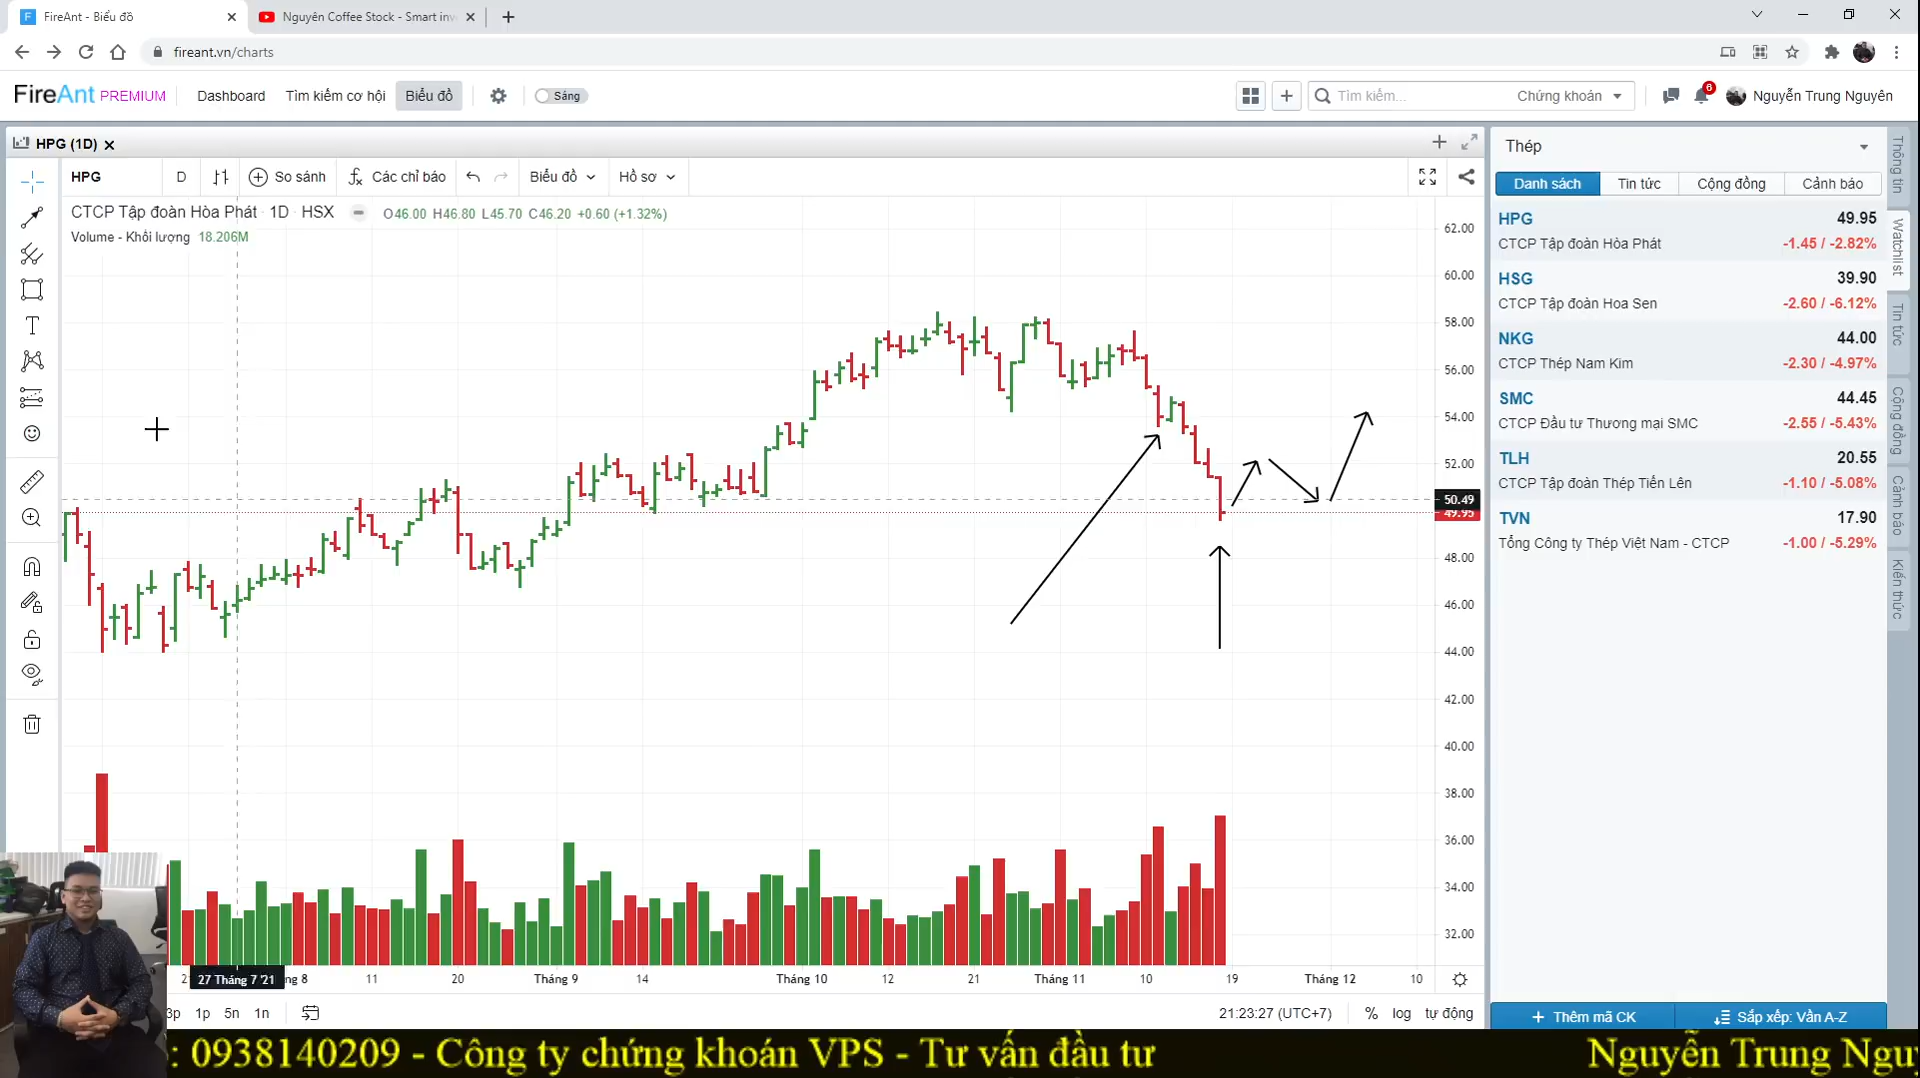 FireAnt - Biểu đồ
Nguyên Coffee Stock - Smart inv
fireant.vn/charts
FireAnt PREMIUM
Dashboard
Tìm kiếm cơ hội
Biểu đồ
Sáng
Tìm kiếm...
Chứng khoán
6
Nguyễn Trung Nguyên
HPG (1D)
HPG
D
So sánh
Các chỉ báo
Biểu đồ
Hồ sơ
CTCP Tập đoàn Hòa Phát · 1D · HSX
O46.00 H46.80 L45.70 C46.20 +0.60 (+1.32%)
Volume - Khối lượng 18.206M
62.00
60.00
58.00
56.00
54.00
52.00
50.49
49.95
48.00
46.00
44.00
42.00
40.00
38.00
36.00
34.00
32.00
27 Tháng 7 '21
ng 8
11
20
Tháng 9
14
Tháng 10
12
21
Tháng 11
10
19
Tháng 12
10
3p
1p
5n
1n
21:23:27 (UTC+7)
%
log
tự động
Thép
Danh sách
Tin tức
Cộng đồng
Cảnh báo
HPG 49.95
CTCP Tập đoàn Hòa Phát -1.45 / -2.82%
HSG 39.90
CTCP Tập đoàn Hoa Sen -2.60 / -6.12%
NKG 44.00
CTCP Thép Nam Kim -2.30 / -4.97%
SMC 44.45
CTCP Đầu tư Thương mại SMC -2.55 / -5.43%
TLH 20.55
CTCP Tập đoàn Thép Tiến Lên -1.10 / -5.08%
TVN 17.90
Tổng Công ty Thép Việt Nam - CTCP -1.00 / -5.29%
Thêm mã CK
Sắp xếp: Vần A-Z
Thông tin
Watchlist
Tin tức
Cộng đồng
Cảnh báo
Kiến thức
: 0938140209 - Công ty chứng khoán VPS - Tư vấn đầu tư
Nguyễn Trung Nguy